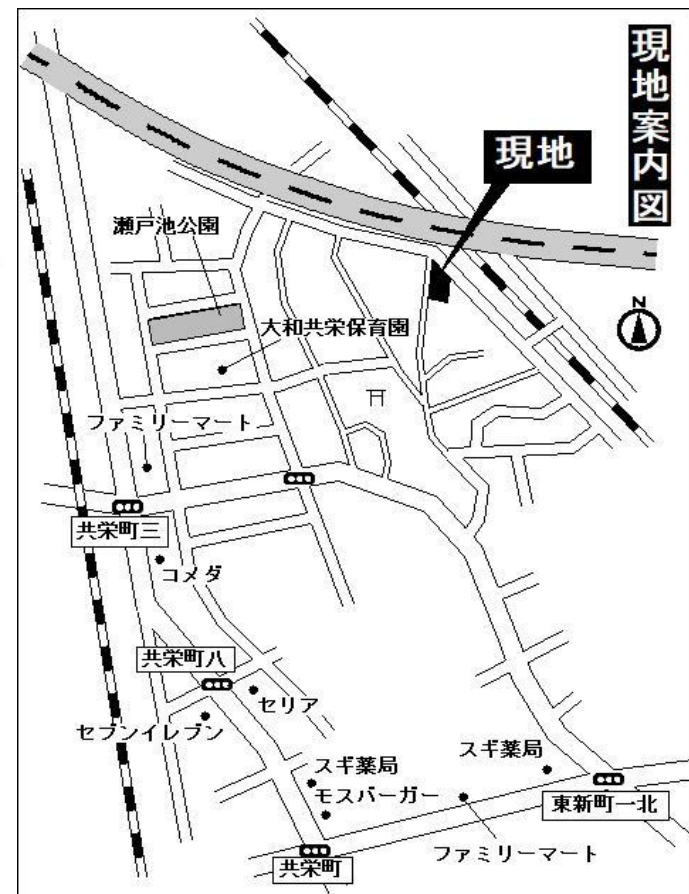 現地案内図
現地
N
瀬戸池公園
大和共栄保育園
ファミリーマート
共栄町三
コメダ
共栄町八
セリア
セブンイレブン
スギ薬局
スギ薬局
モスバーガー
東新町一北
ファミリーマート
共栄町